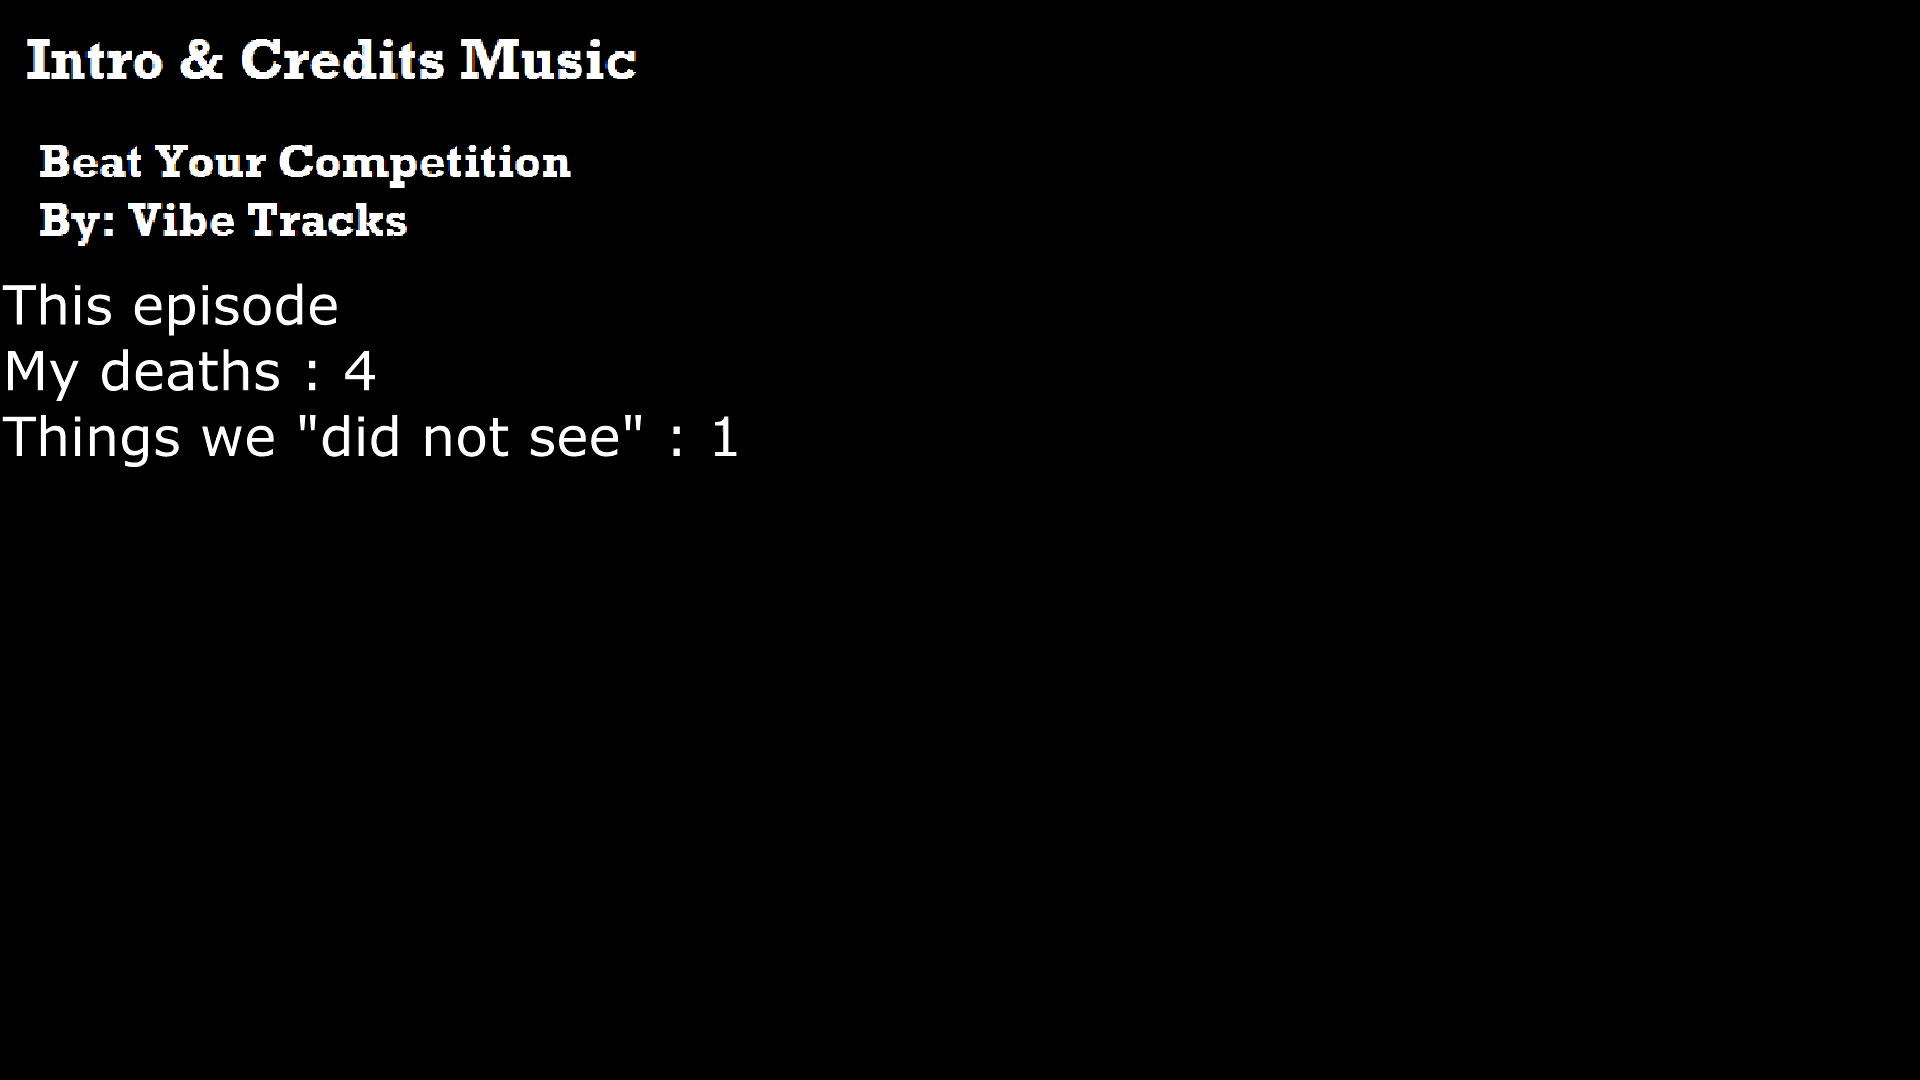 Intro & Credits Music
Beat Your Competition
By: Vibe Tracks
This episode
My deaths : 4
Things we "did not see" : 1